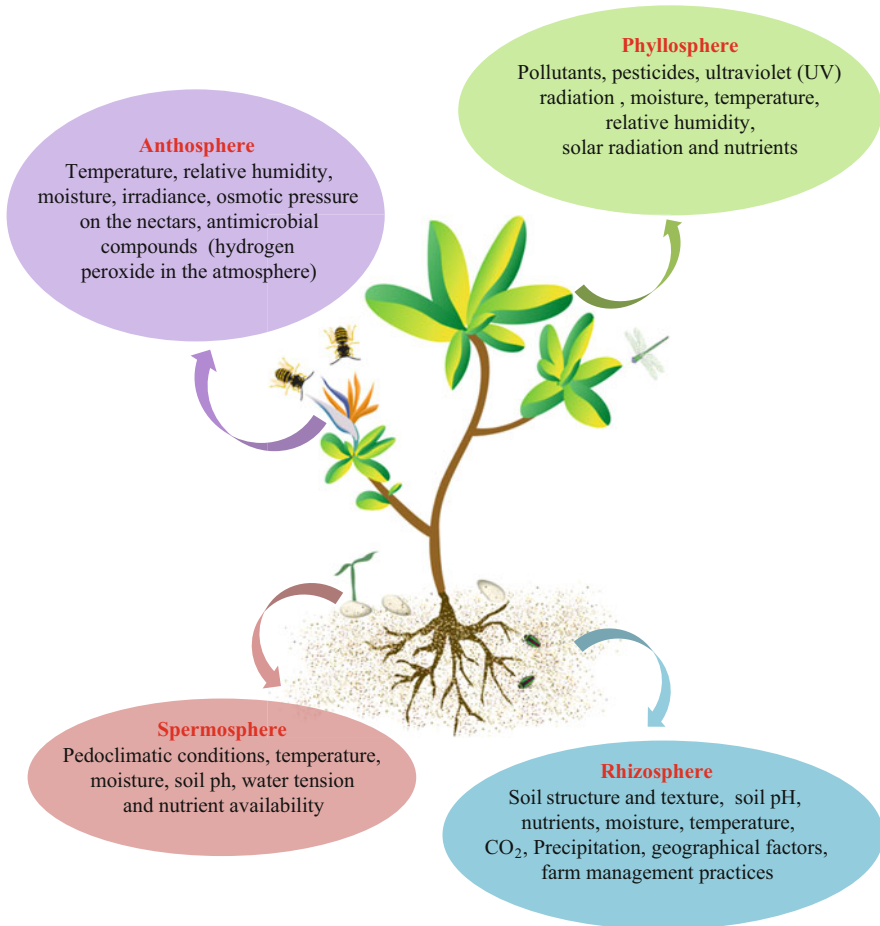 Phyllosphere
Pollutants, pesticides, ultraviolet (UV)
radiation , moisture, temperature,
relative humidity,
solar radiation and nutrients
Anthosphere
Temperature, relative humidity,
moisture, irradiance, osmotic pressure
on the nectars, antimicrobial
compounds (hydrogen
peroxide in the atmosphere)
Spermosphere
Pedoclimatic conditions, temperature,
moisture, soil ph, water tension
and nutrient availability
Rhizosphere
Soil structure and texture, soil pH,
nutrients, moisture, temperature,
CO₂, Precipitation, geographical factors,
farm management practices